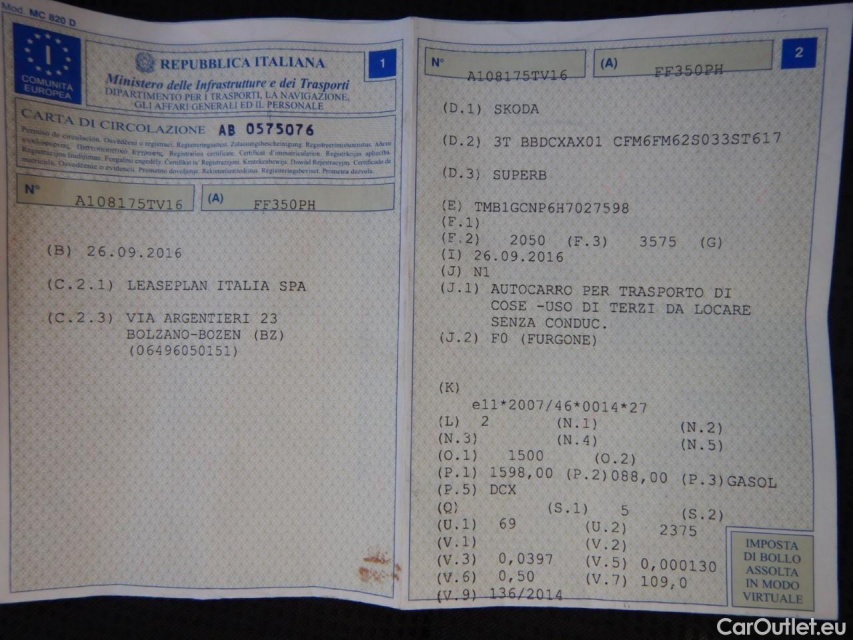 Mod. MC 820 D
COMUNITÀ
EUROPEA
I
REPUBBLICA ITALIANA
1
Ministero delle Infrastrutture e dei Trasporti
DIPARTIMENTO PER I TRASPORTI, LA NAVIGAZIONE,
GLI AFFARI GENERALI ED IL PERSONALE
CARTA DI CIRCOLAZIONE AB 0575076
N° A108175TV16 (A) FF350PH
(B) 26.09.2016
(C.2.1) LEASEPLAN ITALIA SPA
(C.2.3) VIA ARGENTIERI 23
BOLZANO-BOZEN (BZ)
(06496050151)
2
N° A108175TV16 (A) FF350PH
(D.1) SKODA
(D.2) 3T BBDCXAX01 CFM6FM62S033ST617
(D.3) SUPERB
(E) TMB1GCNP6H7027598
(F.1)
(F.2) 2050 (F.3) 3575 (G)
(I) 26.09.2016
(J) N1
(J.1) AUTOCARRO PER TRASPORTO DI
COSE -USO DI TERZI DA LOCARE
SENZA CONDUC.
(J.2) F0 (FURGONE)
(K)
e11*2007/46*0014*27
(L) 2 (N.1) (N.2)
(N.3) (N.4) (N.5)
(O.1) 1500 (O.2)
(P.1) 1598,00 (P.2)088,00 (P.3)GASOL
(P.5) DCX
(Q) (S.1) 5 (S.2)
(U.1) 69 (U.2) 2375
(V.1) (V.2)
(V.3) 0,0397 (V.5) 0,000130
(V.6) 0,50 (V.7) 109,0
(V.9) 136/2014
IMPOSTA
DI BOLLO
ASSOLTA
IN MODO
VIRTUALE
CarOutlet.eu